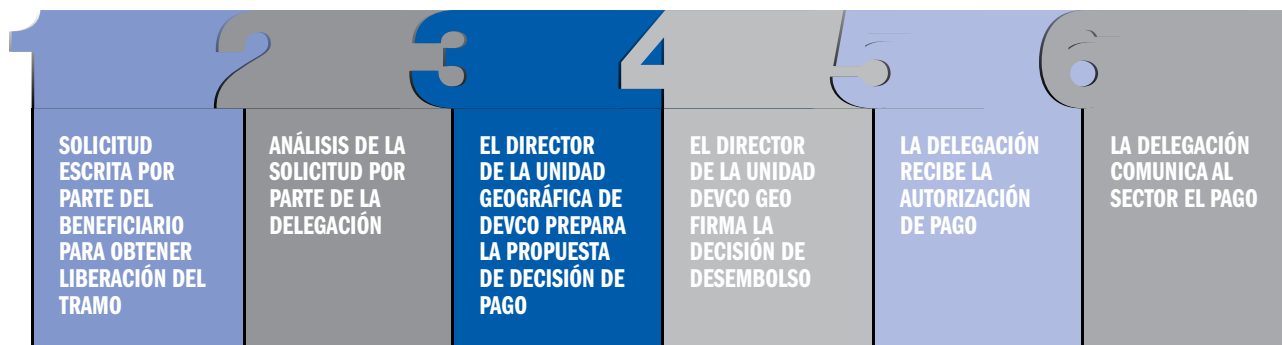 1
SOLICITUD
ESCRITA POR
PARTE DEL
BENEFICIARIO
PARA OBTENER
LIBERACIÓN DEL
TRAMO
2
ANÁLISIS DE LA
SOLICITUD POR
PARTE DE LA
DELEGACIÓN
3
EL DIRECTOR
DE LA UNIDAD
GEOGRÁFICA DE
DEVCO PREPARA
LA PROPUESTA
DE DECISIÓN DE
PAGO
4
EL DIRECTOR
DE LA UNIDAD
DEVCO GEO
FIRMA LA
DECISIÓN DE
DESEMBOLSO
5
LA DELEGACIÓN
RECIBE LA
AUTORIZACIÓN
DE PAGO
6
LA DELEGACIÓN
COMUNICA AL
SECTOR EL PAGO